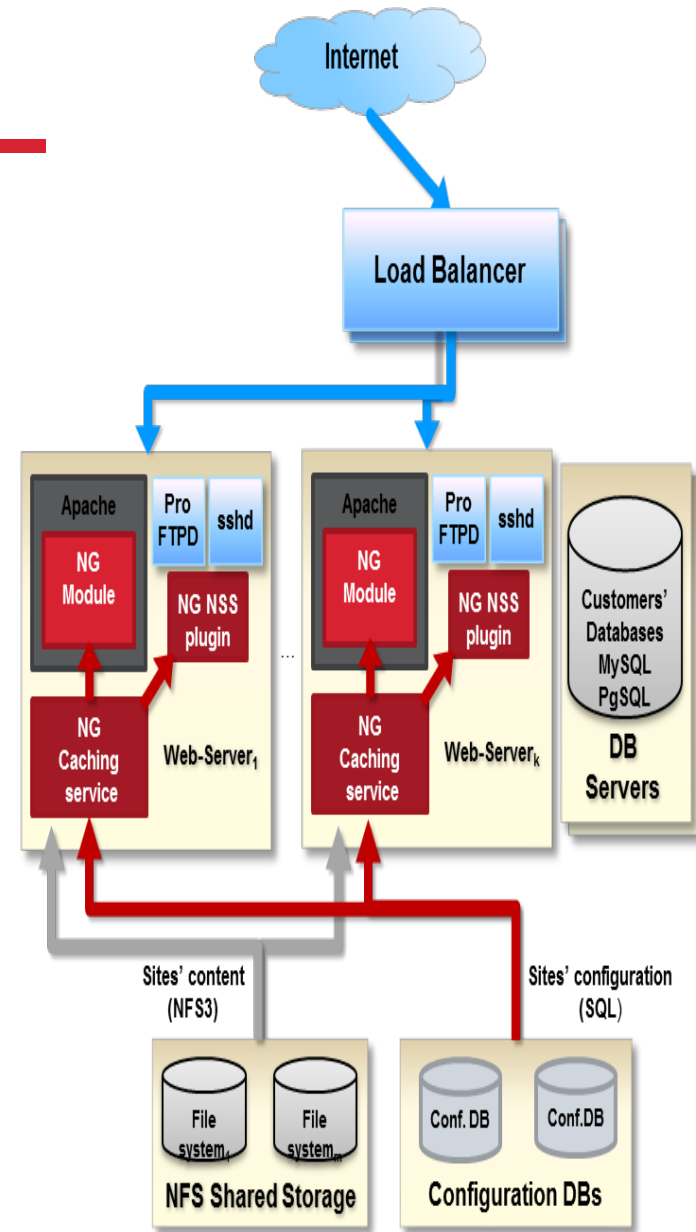 Internet
Load Balancer
Apache
NG
Module
Pro
FTPD
sshd
NG NSS
plugin
NG
Caching
service
Web-Server1
...
Apache
NG
Module
Pro
FTPD
sshd
NG NSS
plugin
NG
Caching
service
Web-Serverk
Customers'
Databases
MySQL
PgSQL
DB
Servers
Sites' content
(NFS3)
Sites' configuration
(SQL)
File
system1
File
systemm
NFS Shared Storage
Conf. DB
Conf.DB
Configuration DBs